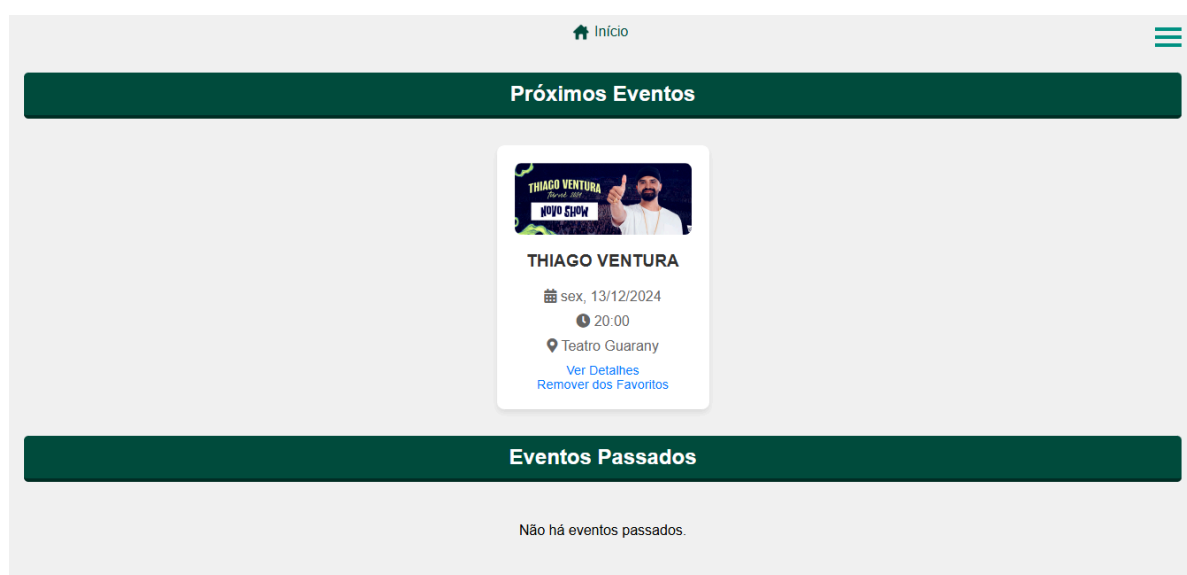 Início
Próximos Eventos
THIAGO VENTURA
NOVO SHOW
THIAGO VENTURA
sex, 13/12/2024
20:00
Teatro Guarany
Ver Detalhes
Remover dos Favoritos
Eventos Passados
Não há eventos passados.